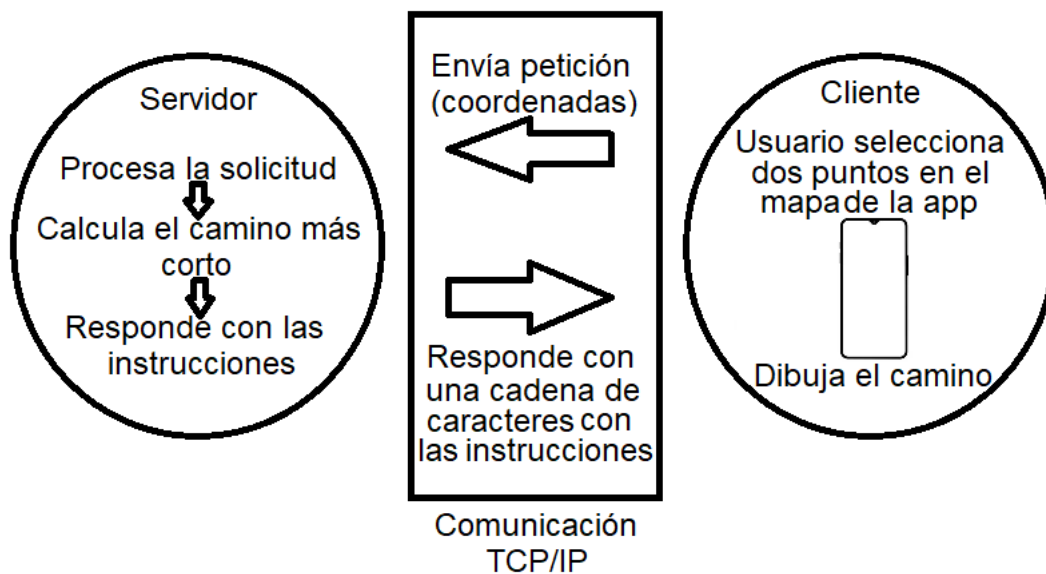 Servidor
Procesa la solicitud
Calcula el camino más
corto
Responde con las
instrucciones
Envía petición
(coordenadas)
Responde con
una cadena de
caracteres con
las instrucciones
Comunicación
TCP/IP
Cliente
Usuario selecciona
dos puntos en el
mapa de la app
Dibuja el camino